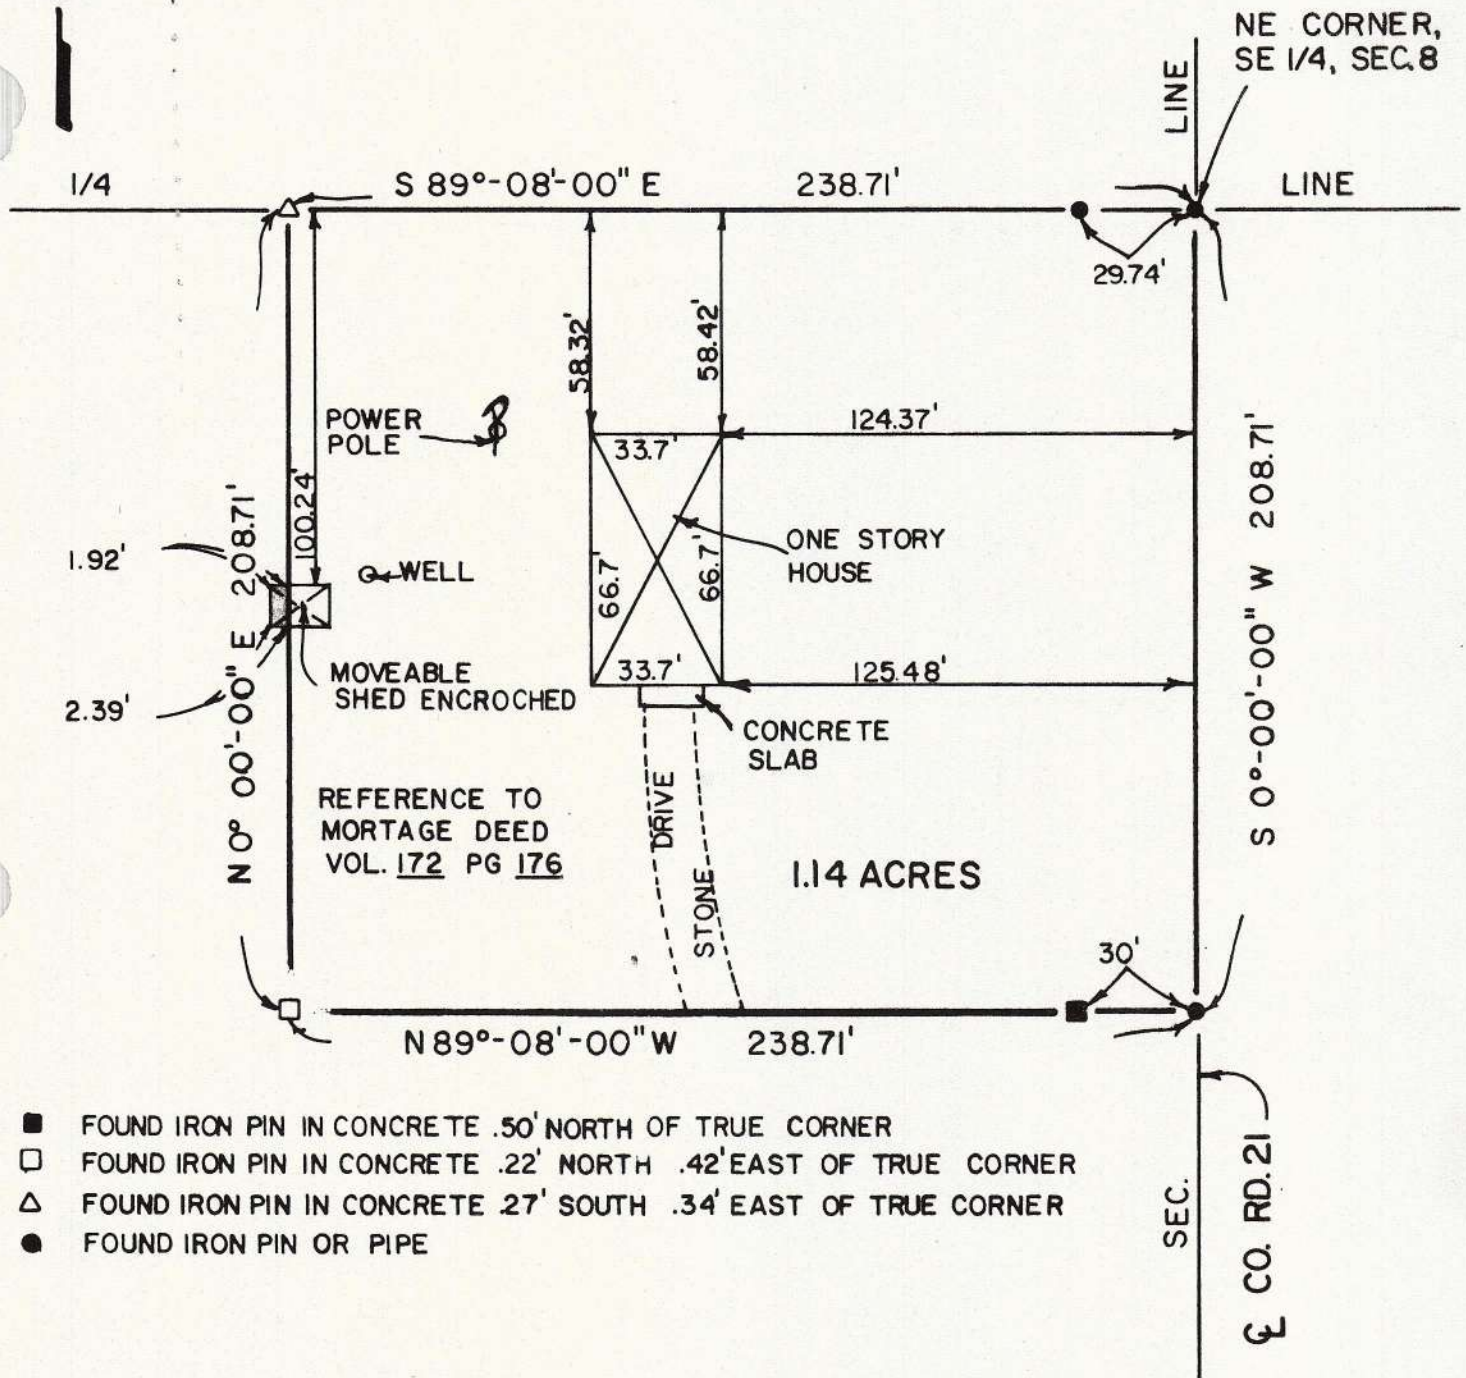 NE CORNER,
SE 1/4, SEC. 8
LINE
1/4
S 89°-08'-00" E
238.71'
LINE
29.74'
58.32'
58.42'
POWER
POLE
124.37'
33.7'
208.71'
100.24'
S 0°-00'-00" W 208.71'
1.92'
WELL
ONE STORY
HOUSE
66.7'
66.7'
N 0° 00'-00" E
MOVEABLE
SHED ENCROCHED
33.7'
125.48'
2.39'
CONCRETE
SLAB
REFERENCE TO
MORTAGE DEED
VOL. 172 PG 176
DRIVE
STONE
1.14 ACRES
30'
N 89°-08'-00" W
238.71'
FOUND IRON PIN IN CONCRETE .50' NORTH OF TRUE CORNER
FOUND IRON PIN IN CONCRETE .22' NORTH .42' EAST OF TRUE CORNER
FOUND IRON PIN IN CONCRETE .27' SOUTH .34' EAST OF TRUE CORNER
FOUND IRON PIN OR PIPE
SEC.
℄ CO. RD. 21